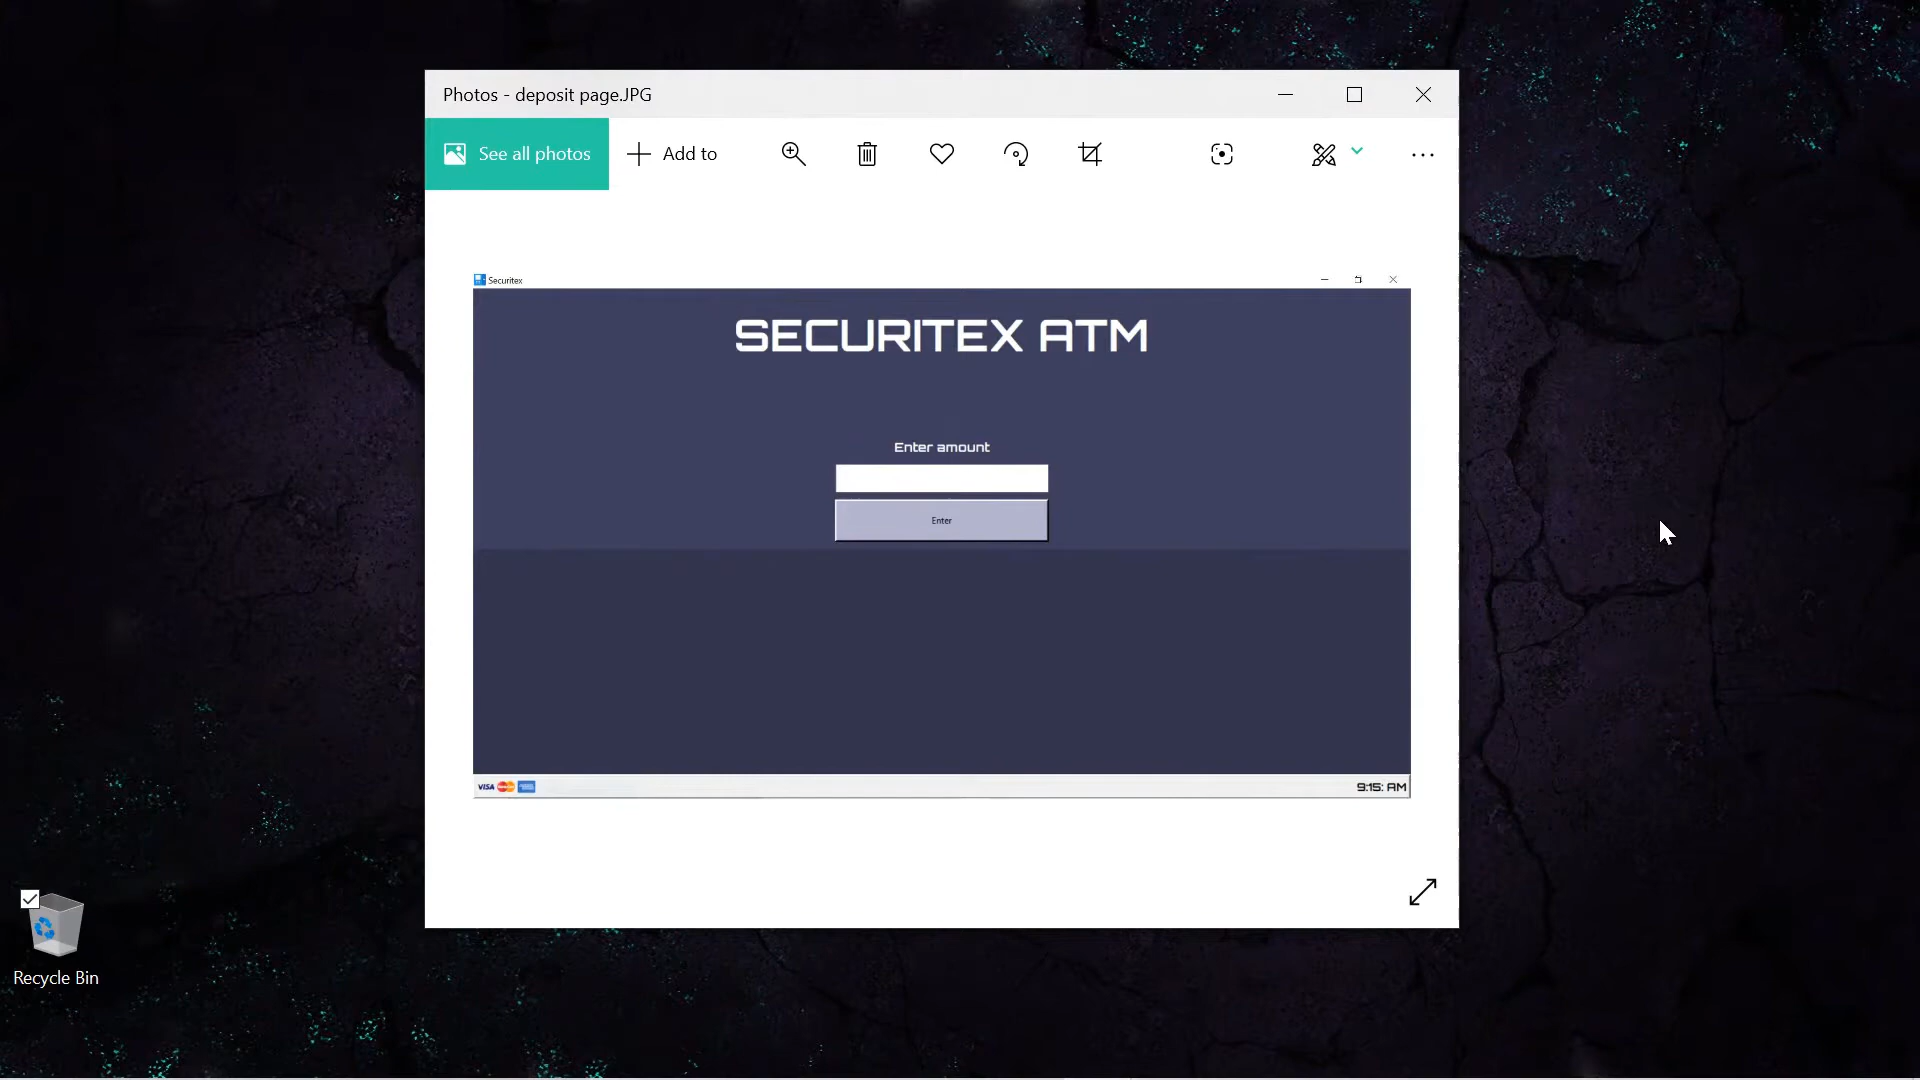 Photos - deposit page.JPG
See all photos
Add to
Securitex
SECURITEX ATM
Enter amount
Enter
VISA
9:15: AM
Recycle Bin